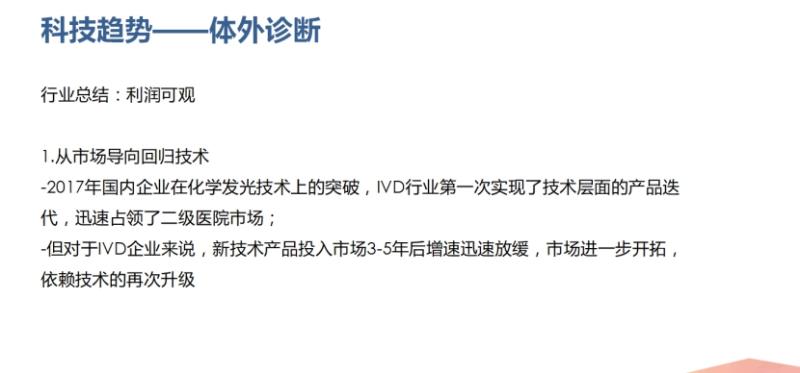 科技趋势——体外诊断
行业总结：利润可观
1.从市场导向回归技术
-2017年国内企业在化学发光技术上的突破，IVD行业第一次实现了技术层面的产品迭
代，迅速占领了二级医院市场；
-但对于IVD企业来说，新技术产品投入市场3-5年后增速迅速放缓，市场进一步开拓，
依赖技术的再次升级